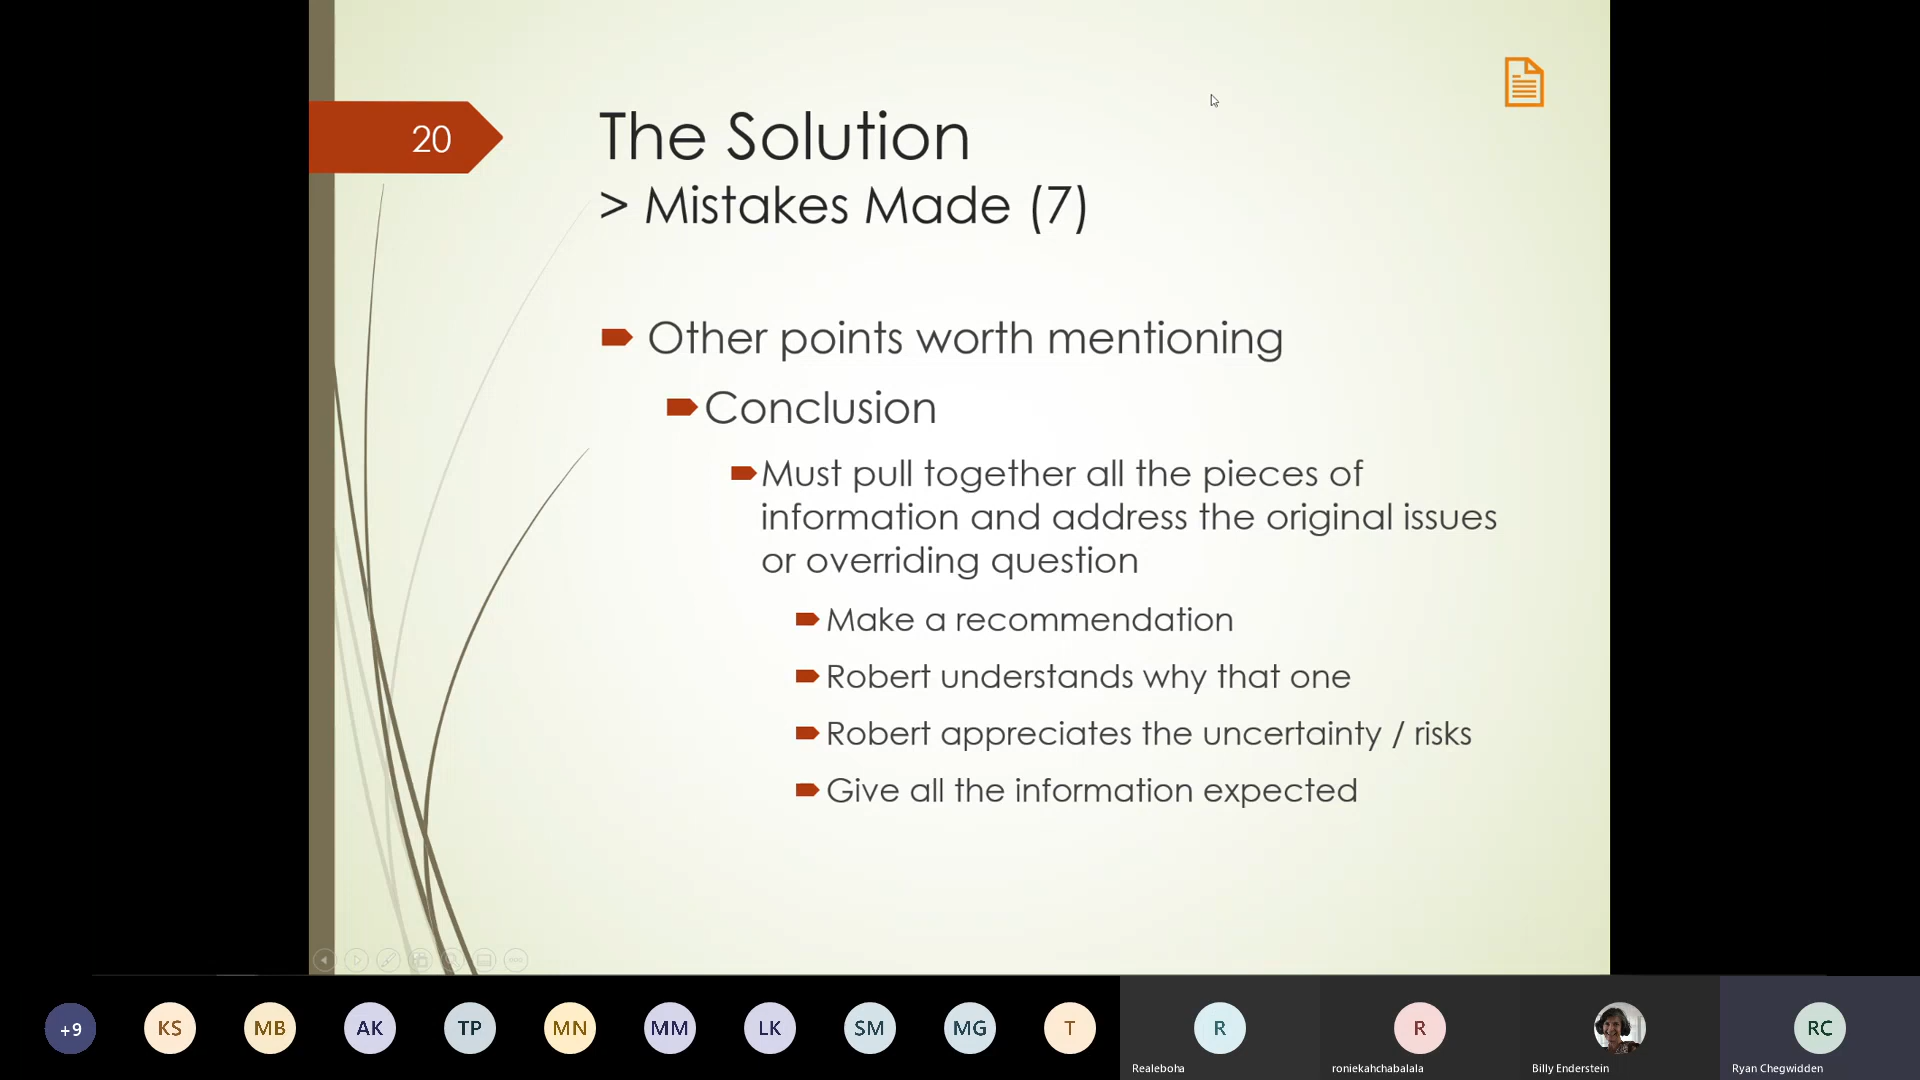 20
The Solution
> Mistakes Made (7)
Other points worth mentioning
Conclusion
Must pull together all the pieces of
information and address the original issues
or overriding question
Make a recommendation
Robert understands why that one
Robert appreciates the uncertainty / risks
Give all the information expected
+9
KS
MB
AK
TP
MN
MM
LK
SM
MG
T
R
R
RC
Realeboha
roniekahchabalala
Billy Enderstein
Ryan Chegwidden